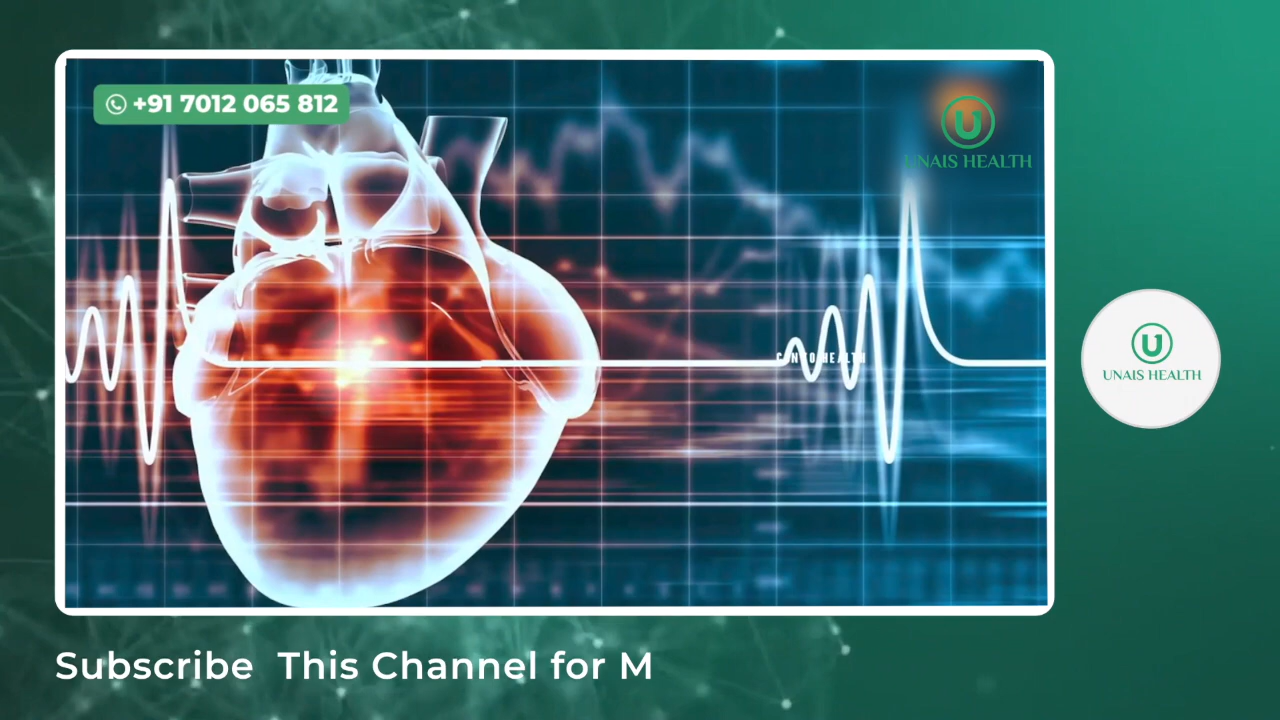 +91 7012 065 812
U
UNAIS HEALTH
U
UNAIS HEALTH
Subscribe  This Channel for M